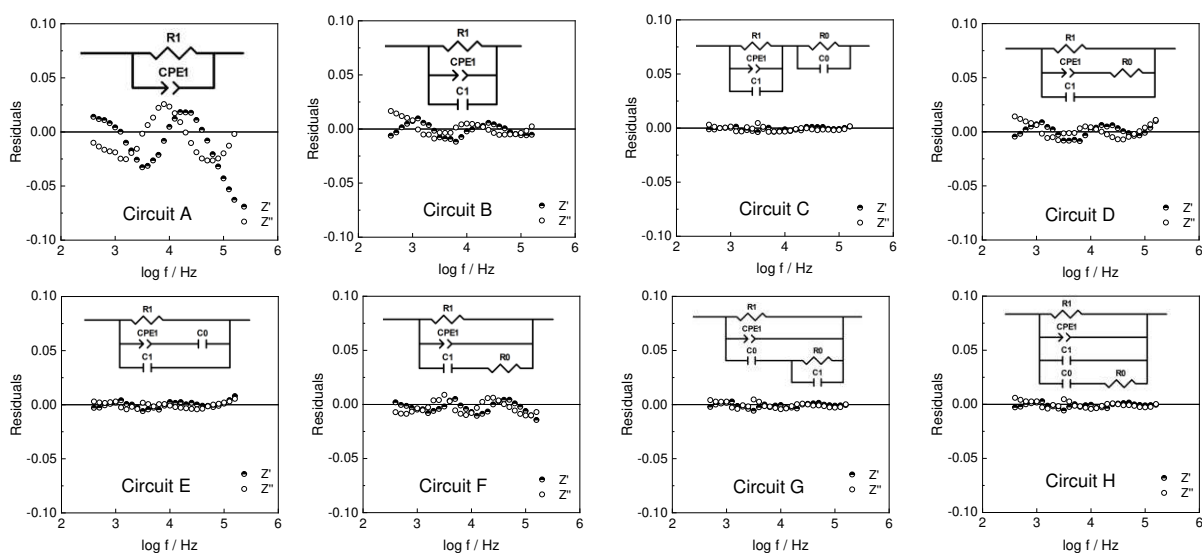 0.10
0.05
0.00
-0.05
-0.10
Residuals
R1
CPE1
Circuit A
Z'
Z"
2 3 4 5 6
log f / Hz
0.10
0.05
0.00
-0.05
-0.10
Residuals
R1
CPE1
C1
Circuit B
Z'
Z"
2 3 4 5 6
log f / Hz
0.10
0.05
0.00
-0.05
-0.10
Residuals
R1 R0
CPE1 C0
C1
Circuit C
Z'
Z"
2 3 4 5 6
log f / Hz
0.10
0.05
0.00
-0.05
-0.10
Residuals
R1
CPE1 R0
C1
Circuit D
Z'
Z"
2 3 4 5 6
log f / Hz
0.10
0.05
0.00
-0.05
-0.10
Residuals
R1
CPE1 C0
C1
Circuit E
Z'
Z"
2 3 4 5 6
log f / Hz
0.10
0.05
0.00
-0.05
-0.10
Residuals
R1
CPE1
C1 R0
Circuit F
Z'
Z"
2 3 4 5 6
log f / Hz
0.10
0.05
0.00
-0.05
-0.10
Residuals
R1
CPE1
C0 R0
C1
Circuit G
Z'
Z"
2 3 4 5 6
log f / Hz
0.10
0.05
0.00
-0.05
-0.10
Residuals
R1
CPE1
C1
C0 R0
Circuit H
Z'
Z"
2 3 4 5 6
log f / Hz